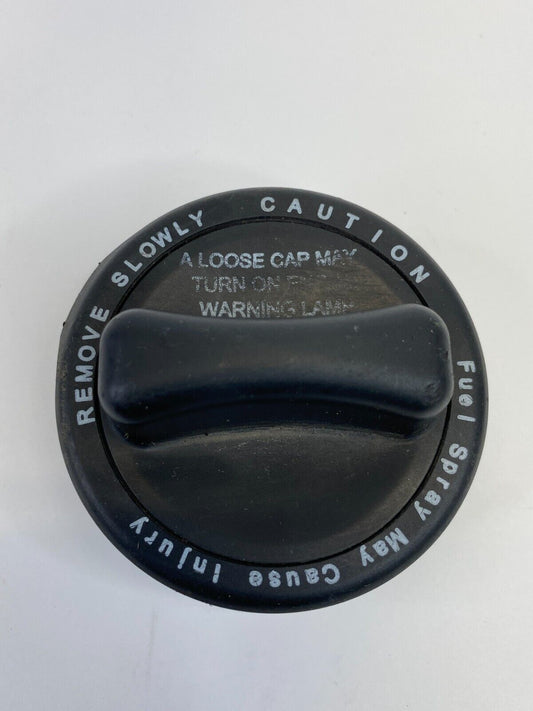 CAUTION
Fuel Spray May Cause Injury
REMOVE SLOWLY
A LOOSE CAP MAY
TURN ON
WARNING LAMP